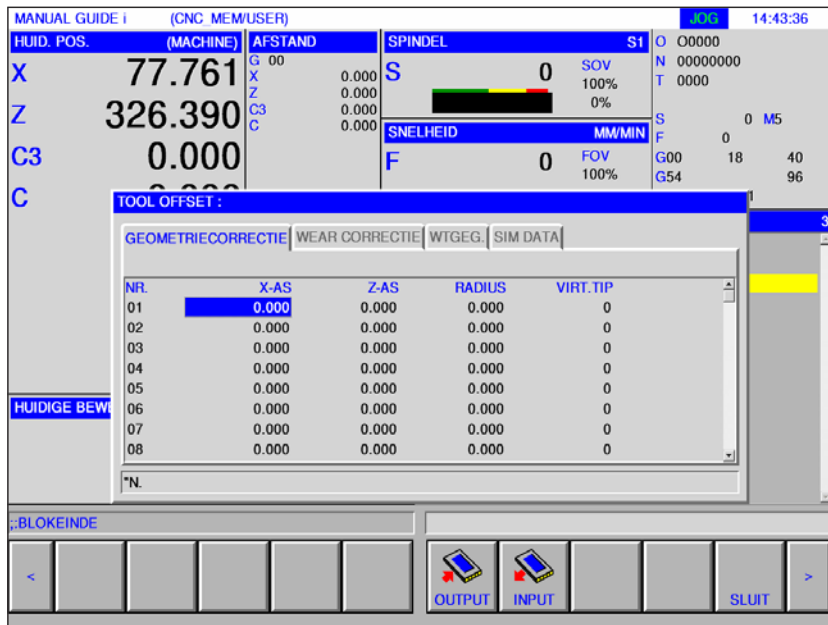 MANUAL GUIDE i (CNC_MEM/USER) JOG 14:43:36
HUID. POS. (MACHINE) AFSTAND SPINDEL S1 O O0000
G 00 N 00000000
X 77.761 X 0.000 S 0 SOV T 0000
Z 0.000 100%
Z 326.390 C3 0.000 0%
C 0.000 S 0 M5
SNELHEID MM/MIN F 0
C3 0.000 F 0 FOV G00 18 40
100% G54 96
C
TOOL OFFSET :
GEOMETRIECORRECTIE WEAR CORRECTIE WTGEG. SIM DATA
NR. X-AS Z-AS RADIUS VIRT.TIP
01 0.000 0.000 0.000 0
02 0.000 0.000 0.000 0
03 0.000 0.000 0.000 0
04 0.000 0.000 0.000 0
05 0.000 0.000 0.000 0
06 0.000 0.000 0.000 0
07 0.000 0.000 0.000 0
08 0.000 0.000 0.000 0
HUIDIGE BEW
"N.
;:BLOKEINDE
< OUTPUT INPUT SLUIT >